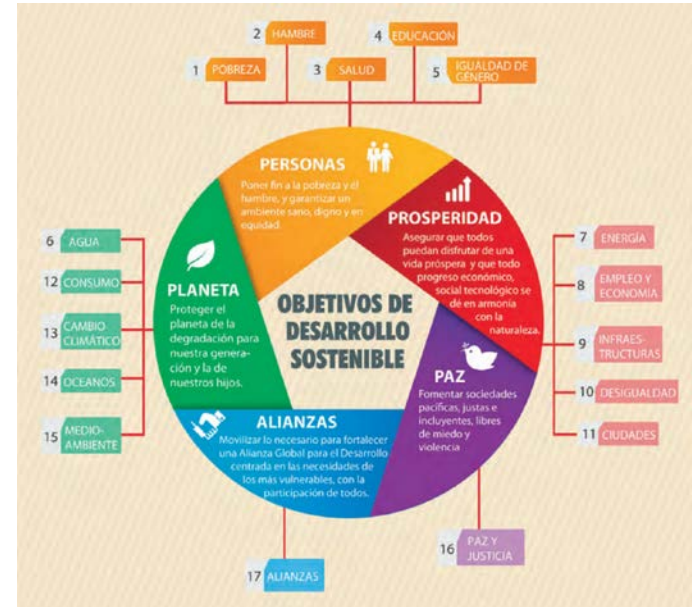 2 HAMBRE
4 EDUCACIÓN
1 POBREZA
3 SALUD
5 IGUALDAD DE
GÉNERO
PERSONAS
Poner fin a la pobreza y el
hambre, y garantizar un
ambiente sano, digno y en
equidad.
PROSPERIDAD
Asegurar que todos
puedan disfrutar de una
vida próspera y que todo
progreso económico,
social tecnológico se
dé en armonía
con la
naturaleza.
6 AGUA
12 CONSUMO
13 CAMBIO
CLIMÁTICO
14 OCEANOS
15 MEDIO-
AMBIENTE
PLANETA
Proteger el
planeta de la
degradación para
nuestra genera-
ción y la de
nuestros hijos.
OBJETIVOS DE
DESARROLLO
SOSTENIBLE
7 ENERGÍA
8 EMPLEO Y
ECONOMÍA
9 INFRAES-
TRUCTURAS
10 DESIGUALDAD
11 CIUDADES
PAZ
Fomentar sociedades
pacíficas, justas e
incluyentes, libres
de miedo y
violencia
ALIANZAS
Movilizar lo necesario para fortalecer
una Alianza Global para el Desarrollo
centrada en las necesidades de
los más vulnerables, con la
participación de todos.
16 PAZ Y
JUSTICIA
17 ALIANZAS